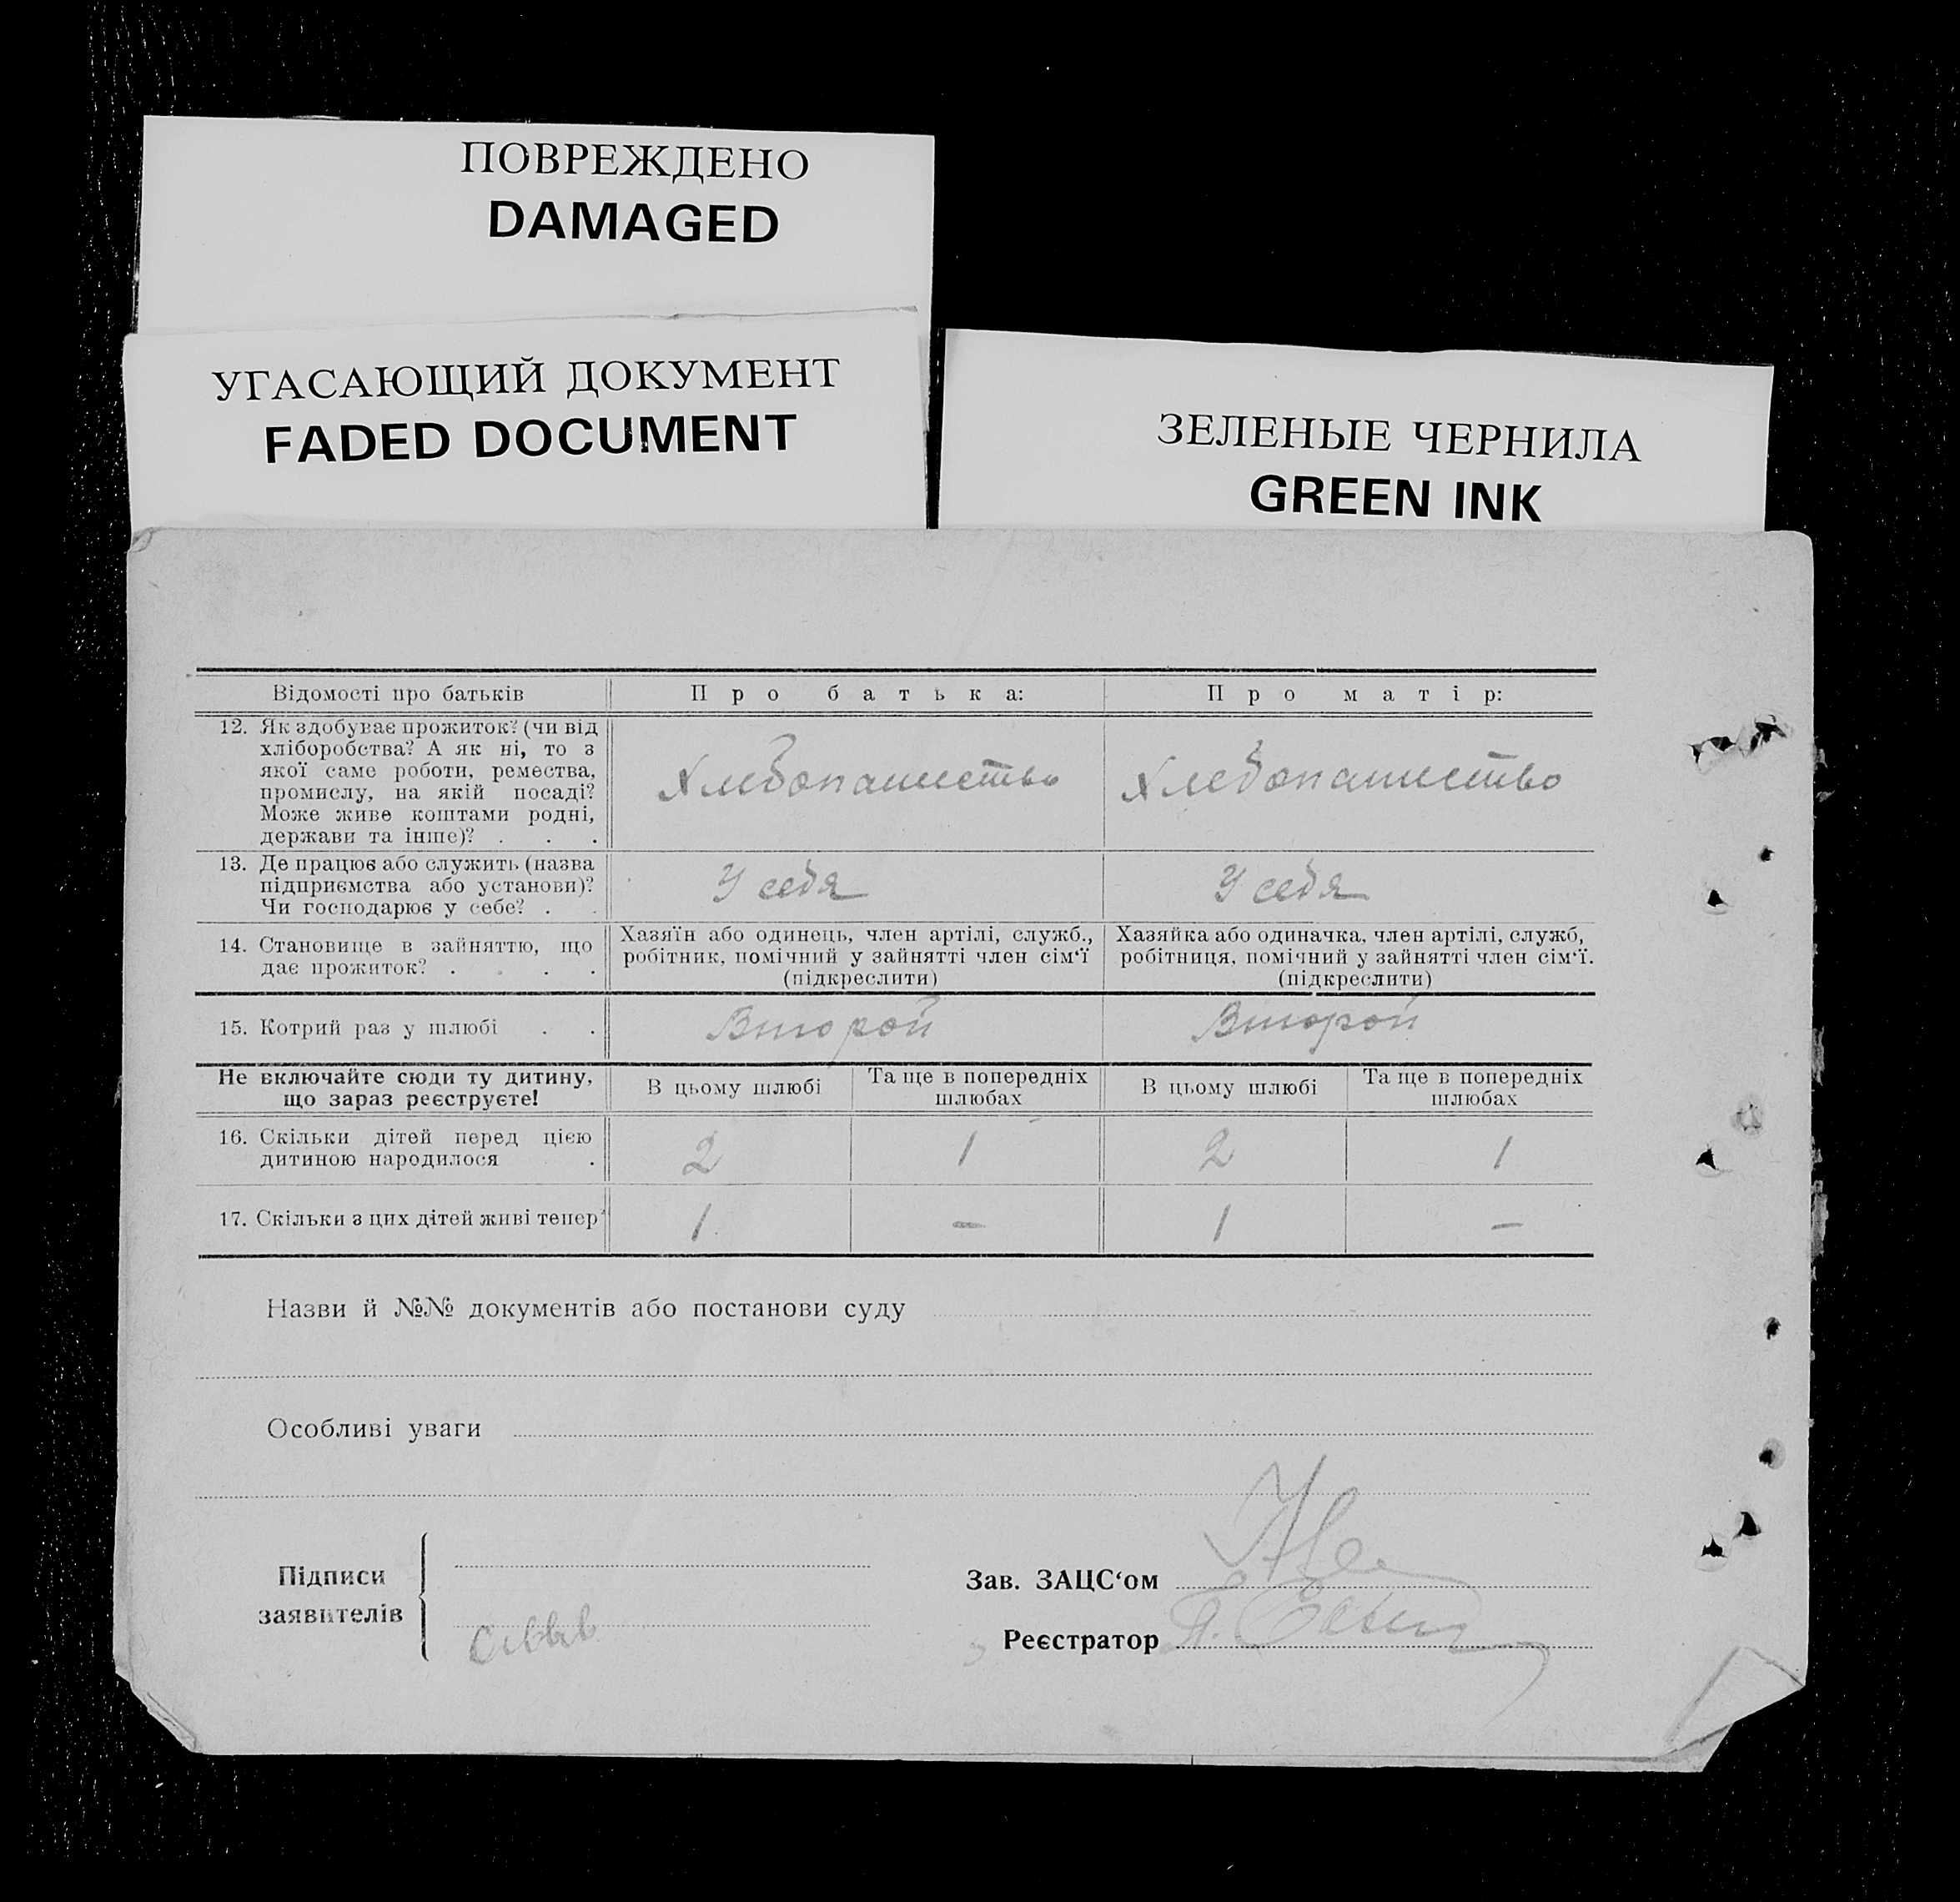 ПОВРЕЖДЕНО
DAMAGED
УГАСАЮЩИЙ ДОКУМЕНТ
FADED DOCUMENT
ЗЕЛЕНЫЕ ЧЕРНИЛА
GREEN INK
Відомості про батьків
Про батька:
Про матір:
12. Як здобуває прожиток? (чи від
хліборобства? А як ні, то з
якої саме роботи, ремества,
промислу, на якій посаді?
Може живе коштами родні,
держави та інше)? . . .
Хлебопашество
Хлебопашество
13. Де працює або служить (назва
підприємства або установи)?
Чи господарює у себе? . .
У себя
У себя
14. Становище в зайняттю, що
дає прожиток? . . . .
Хазяїн або одинець, член артілі, служб.,
робітник, помічний у зайнятті член сім‘ї
(підкреслити)
Хазяйка або одиначка, член артілі, служб,
робітниця, помічний у зайнятті член сім‘ї.
(підкреслити)
15. Котрий раз у шлюбі . .
Второй
Второй
Не включайте сюди ту дитину,
що зараз реєструєте!
В цьому шлюбі
Та ще в попередніх
шлюбах
В цьому шлюбі
Та ще в попередніх
шлюбах
16. Скільки дітей перед цією
дитиною народилося .
2
1
2
1
17. Скільки з цих дітей живі тепер?
1
—
1
—
Назви й №№ документів або постанови суду
Особливі уваги
Підписи
заявителів
Зав. ЗАЦС‘ом
Реєстратор